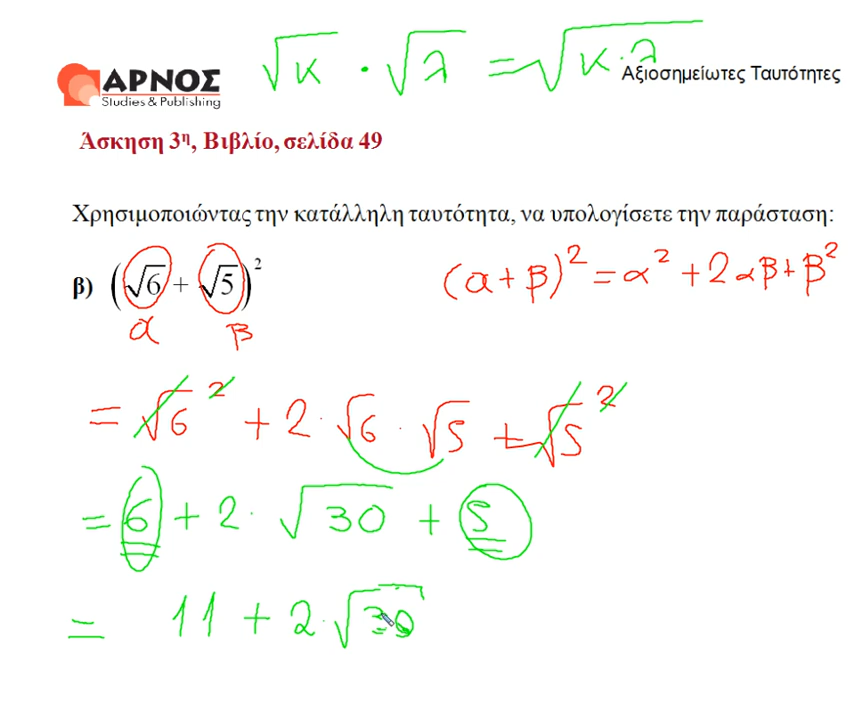 √κ · √λ = √κ·λ
ΑΡΝΟΣ
Studies & Publishing
Αξιοσημείωτες Ταυτότητες
Άσκηση 3η, Βιβλίο, σελίδα 49
Χρησιμοποιώντας την κατάλληλη ταυτότητα, να υπολογίσετε την παράσταση:
β) (√6 + √5)²
(α + β)² = α² + 2αβ + β²
α β
= √6² + 2·√6·√5 + √5²
= 6 + 2·√30 + 5
= 11 + 2·√30